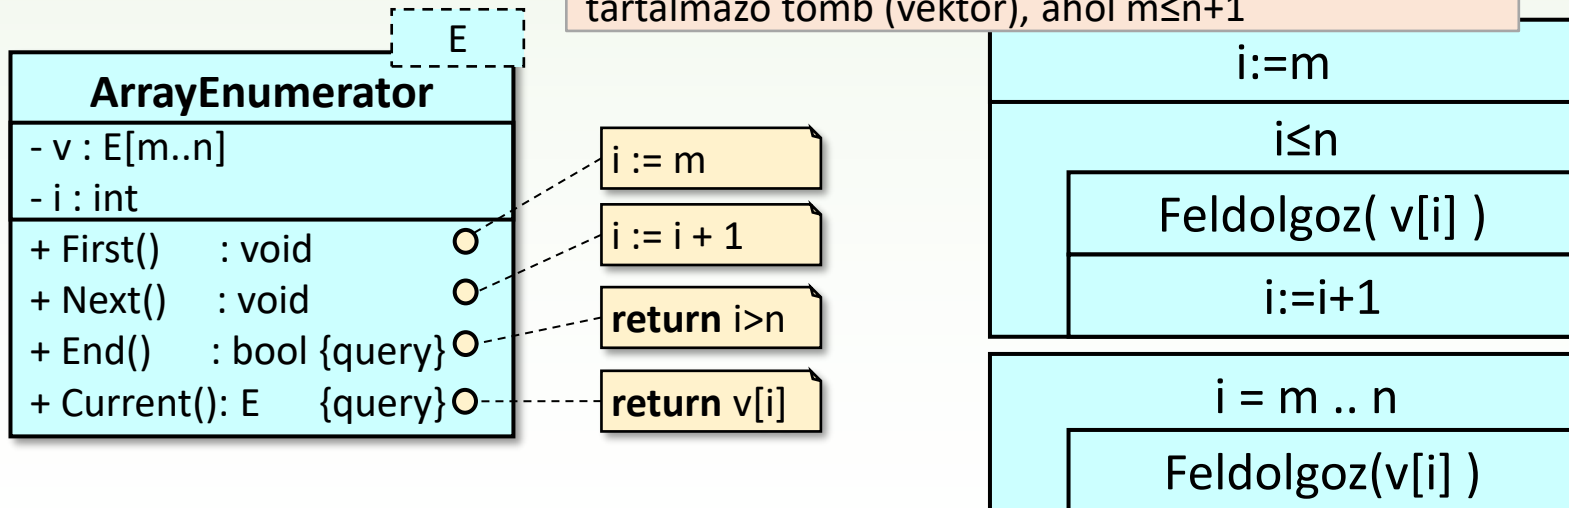 tartalmazó tömb (vektor), ahol m≤n+1
E
ArrayEnumerator
- v : E[m..n]
- i : int
+ First() : void
+ Next() : void
+ End() : bool {query}
+ Current(): E {query}
i := m
i := i + 1
return i>n
return v[i]
i:=m
i≤n
Feldolgoz( v[i] )
i:=i+1
i = m .. n
Feldolgoz(v[i] )